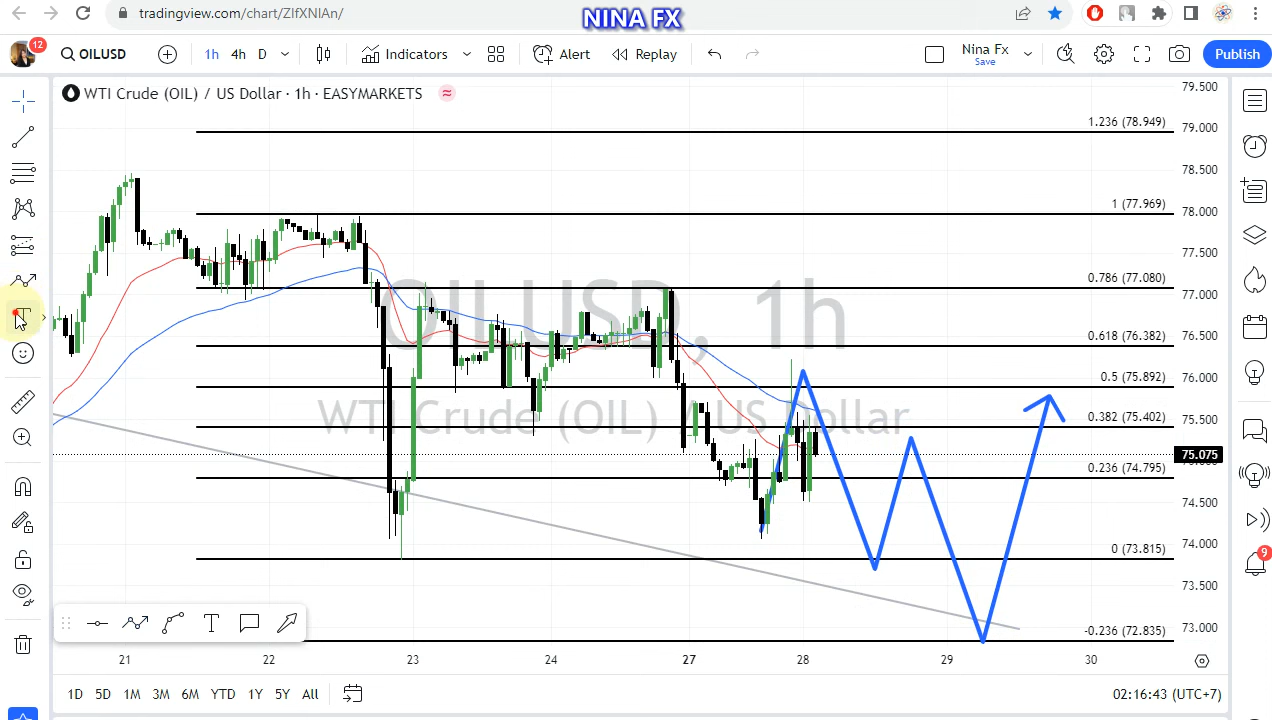 tradingview.com/chart/ZIfXNIAn/
NINA FX
12
OILUSD
1h 4h D
Indicators
Alert
Replay
Nina Fx
Save
Publish
WTI Crude (OIL) / US Dollar · 1h · EASYMARKETS
OILUSD, 1h
WTI Crude (OIL) / US Dollar
1.236 (78.949)
1 (77.969)
0.786 (77.080)
0.618 (76.382)
0.5 (75.892)
0.382 (75.402)
0.236 (74.795)
0 (73.815)
-0.236 (72.835)
79.500
79.000
78.500
78.000
77.500
77.000
76.500
76.000
75.500
75.075
74.500
74.000
73.500
73.000
9
21 22 23 24 27 28 29 30
1D 5D 1M 3M 6M YTD 1Y 5Y All
02:16:43 (UTC+7)